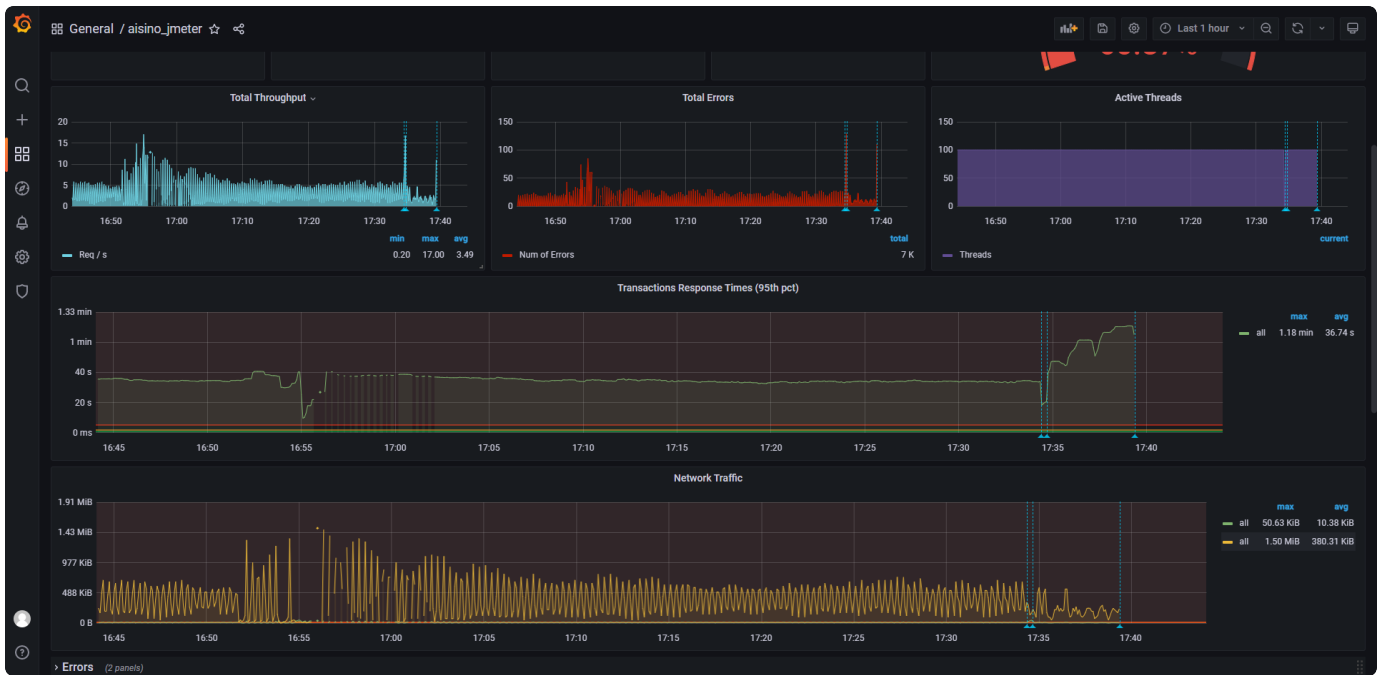 General / aisino_jmeter
Last 1 hour
Total Throughput
20
15
10
5
0
16:50 17:00 17:10 17:20 17:30 17:40
min max avg
Req / s 0.20 17.00 3.49
Total Errors
150
100
50
0
16:50 17:00 17:10 17:20 17:30 17:40
total
Num of Errors 7 K
Active Threads
150
100
50
0
16:50 17:00 17:10 17:20 17:30 17:40
current
Threads
Transactions Response Times (95th pct)
1.33 min
1 min
40 s
20 s
0 ms
16:45 16:50 16:55 17:00 17:05 17:10 17:15 17:20 17:25 17:30 17:35 17:40
max avg
all 1.18 min 36.74 s
Network Traffic
1.91 MiB
1.43 MiB
977 KiB
488 KiB
0 B
16:45 16:50 16:55 17:00 17:05 17:10 17:15 17:20 17:25 17:30 17:35 17:40
max avg
all 50.63 KiB 10.38 KiB
all 1.50 MiB 380.31 KiB
Errors (2 panels)